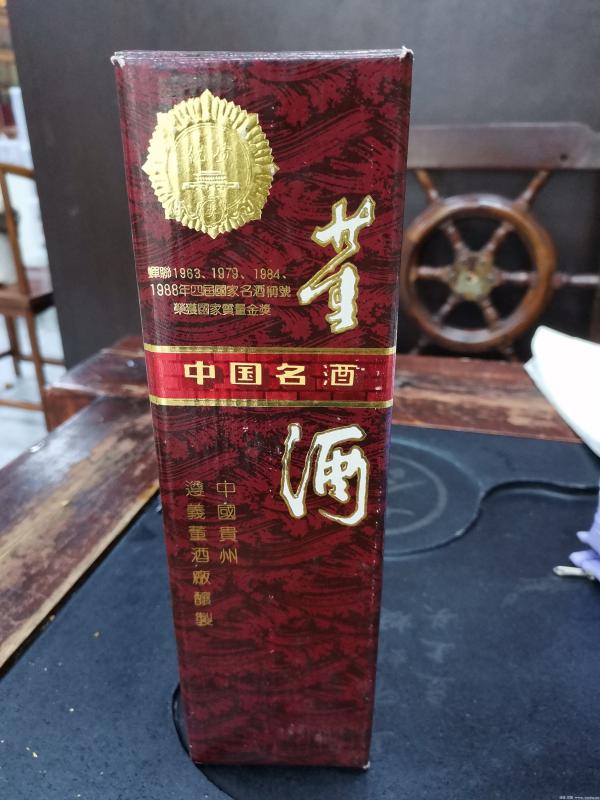 董酒
蟬聯1963、1979、1984、
1988年四屆國家名酒稱號
榮獲國家質量金獎
中国名酒
中國貴州
遵義董酒廠釀製